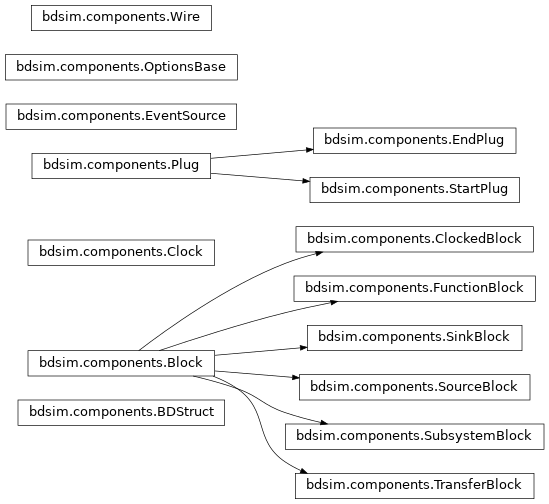 bdsim.components.Wire
bdsim.components.OptionsBase
bdsim.components.EventSource
bdsim.components.EndPlug
bdsim.components.Plug
bdsim.components.StartPlug
bdsim.components.ClockedBlock
bdsim.components.Clock
bdsim.components.FunctionBlock
bdsim.components.SinkBlock
bdsim.components.Block
bdsim.components.SourceBlock
bdsim.components.BDStruct
bdsim.components.SubsystemBlock
bdsim.components.TransferBlock